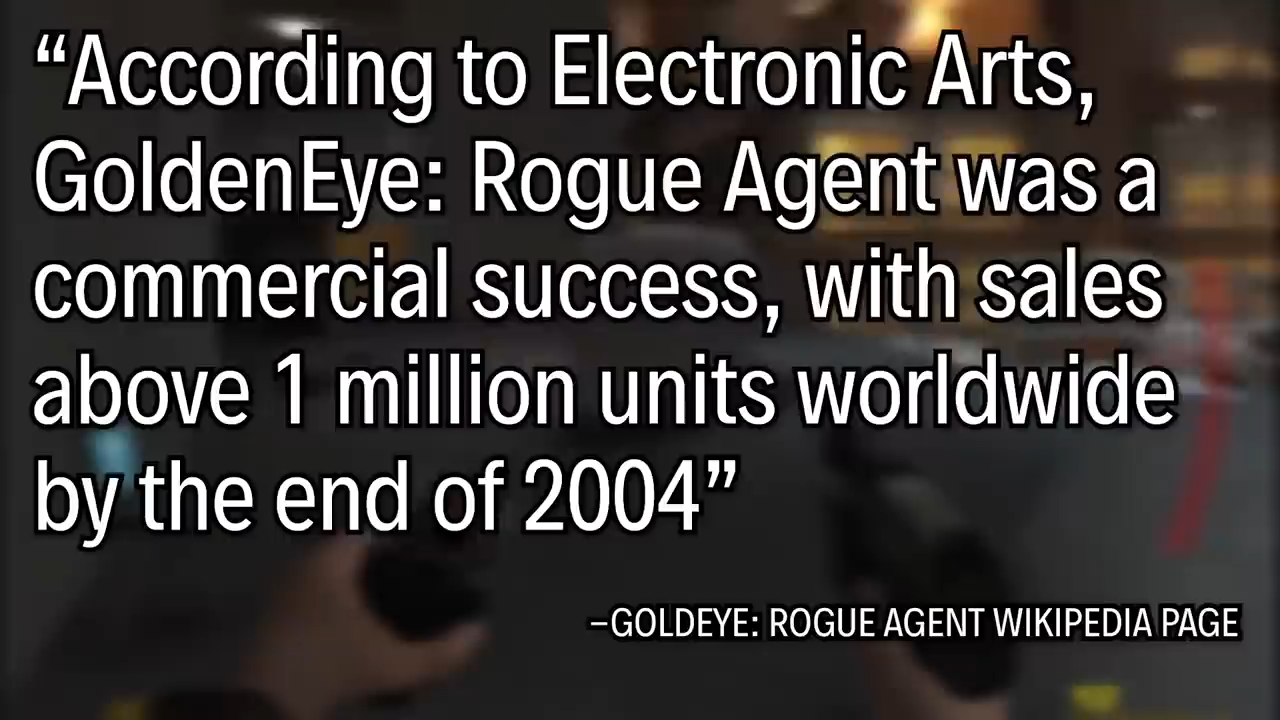 “According to Electronic Arts,
GoldenEye: Rogue Agent was a
commercial success, with sales
above 1 million units worldwide
by the end of 2004”
–GOLDEYE: ROGUE AGENT WIKIPEDIA PAGE